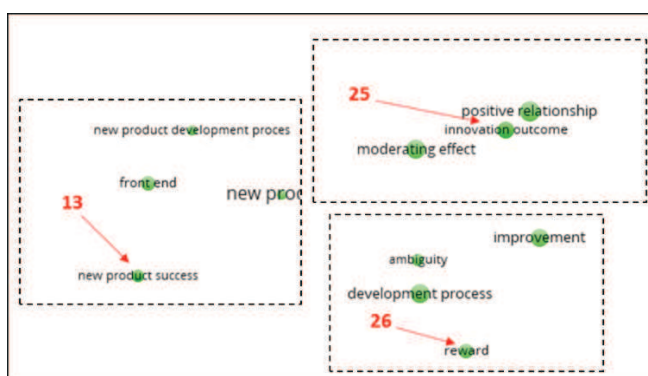 new product development proces
front end
new proc
13
new product success
25
positive relationship
innovation outcome
moderating effect
improvement
ambiguity
development process
26
reward